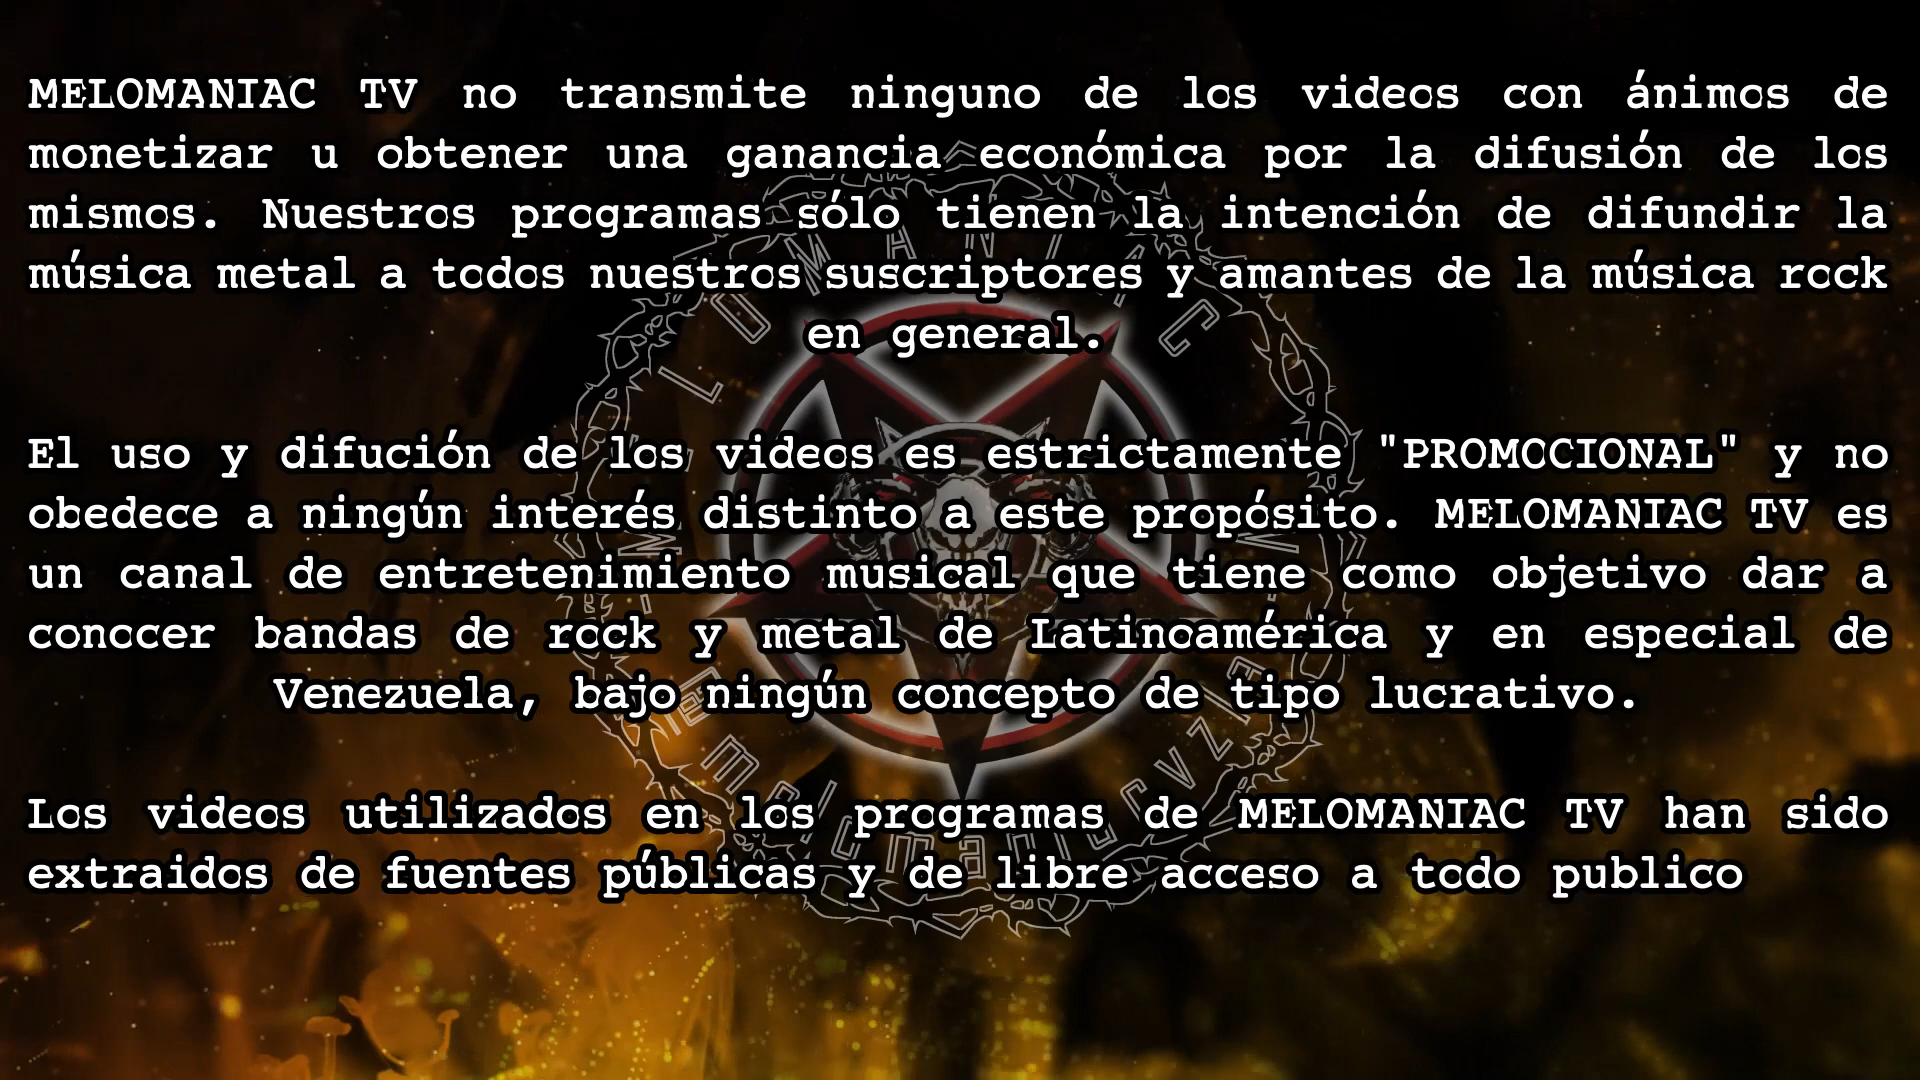 MELOMANIAC TV no transmite ninguno de los videos con ánimos de
monetizar u obtener una ganancia económica por la difusión de los
mismos. Nuestros programas sólo tienen la intención de difundir la
música metal a todos nuestros suscriptores y amantes de la música rock
en general.
El uso y difución de los videos es estrictamente "PROMOCIONAL" y no
obedece a ningún interés distinto a este propósito. MELOMANIAC TV es
un canal de entretenimiento musical que tiene como objetivo dar a
conocer bandas de rock y metal de Latinoamérica y en especial de
Venezuela, bajo ningún concepto de tipo lucrativo.
Los videos utilizados en los programas de MELOMANIAC TV han sido
extraidos de fuentes públicas y de libre acceso a todo publico